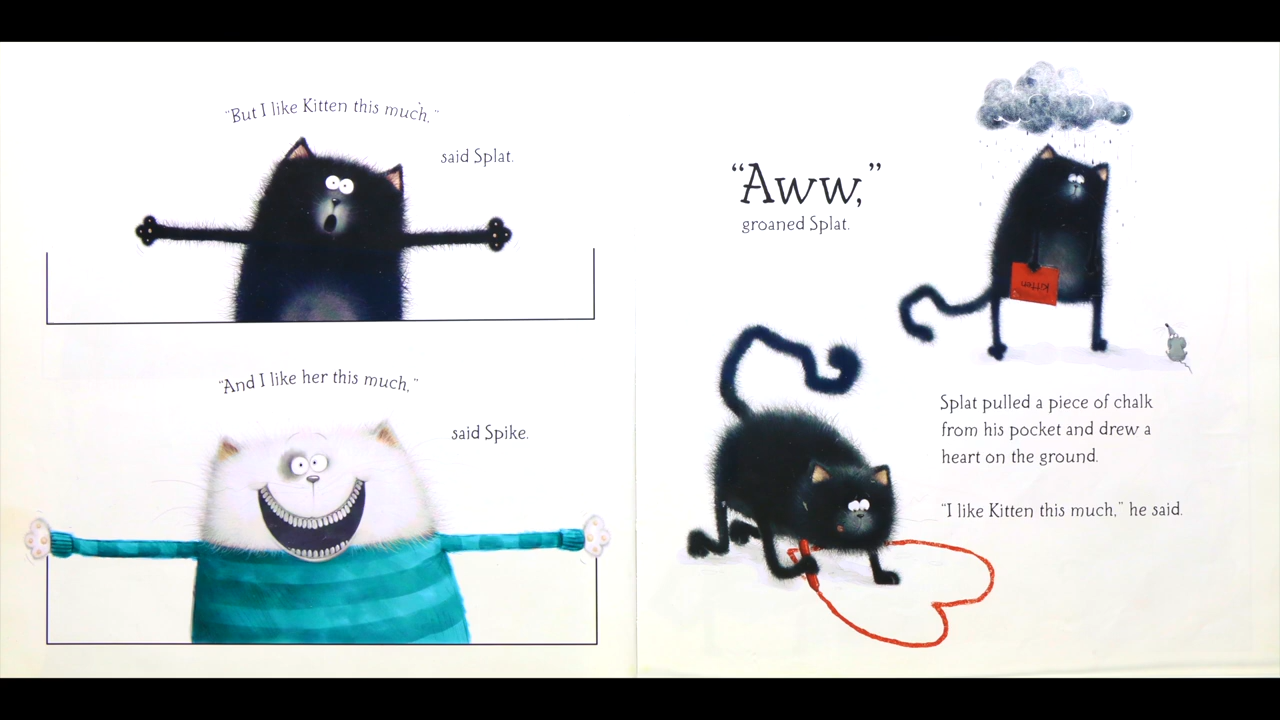 "But I like Kitten this much,"
said Splat.
"And I like her this much,"
said Spike.
"Aww,"
groaned Splat.
Kitten
Splat pulled a piece of chalk
from his pocket and drew a
heart on the ground.
"I like Kitten this much," he said.